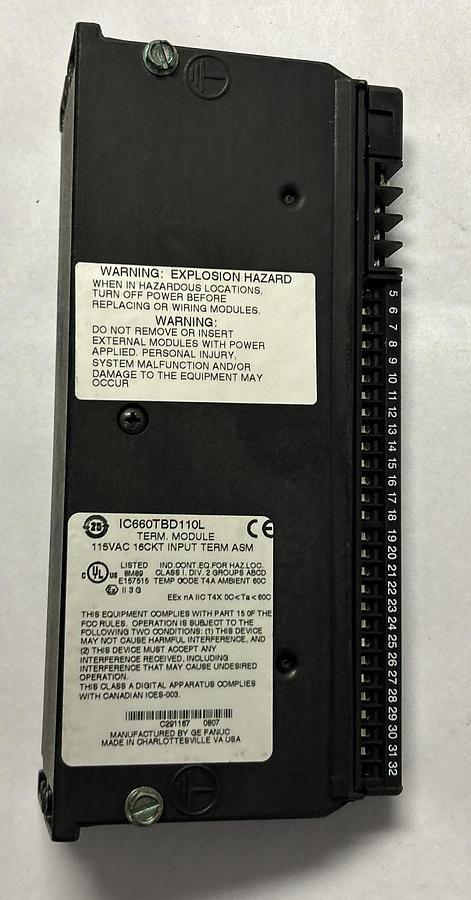 WARNING: EXPLOSION HAZARD
WHEN IN HAZARDOUS LOCATIONS,
TURN OFF POWER BEFORE
REPLACING OR WIRING MODULES.
WARNING:
DO NOT REMOVE OR INSERT
EXTERNAL MODULES WITH POWER
APPLIED. PERSONAL INJURY,
SYSTEM MALFUNCTION AND/OR
DAMAGE TO THE EQUIPMENT MAY
OCCUR
25
IC660TBD110L
CE
TERM. MODULE
115VAC 16CKT INPUT TERM ASM
C UL US
LISTED IND.CONT.EQ.FOR HAZ.LOC.
8M89 CLASS I, DIV. 2 GROUPS ABCD
E157515 TEMP CODE T4A AMBIENT 60C
Ex II 3 G
EEx nA IIC T4X 0C<Ta<60C
THIS EQUIPMENT COMPLIES WITH PART 15 OF THE
FCC RULES. OPERATION IS SUBJECT TO THE
FOLLOWING TWO CONDITIONS: (1) THIS DEVICE
MAY NOT CAUSE HARMFUL INTERFERENCE, AND
(2) THIS DEVICE MUST ACCEPT ANY
INTERFERENCE RECEIVED, INCLUDING
INTERFERENCE THAT MAY CAUSE UNDESIRED
OPERATION.
THIS CLASS A DIGITAL APPARATUS COMPLIES
WITH CANADIAN ICES-003.
C291167 0807
MANUFACTURED BY GE FANUC
MADE IN CHARLOTTESVILLE VA USA
5
6
7
8
9
10
11
12
13
14
15
16
17
18
19
20
21
22
23
24
25
26
27
28
29
30
31
32